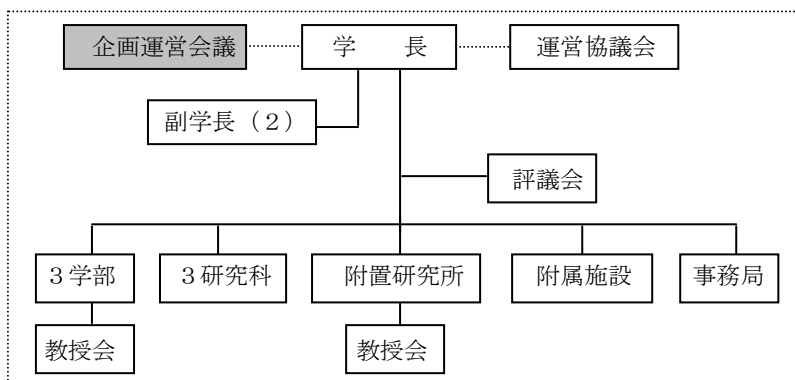 企画運営会議
学　　長
運営協議会
副学長（２）
評議会
３学部
３研究科
附置研究所
附属施設
事務局
教授会
教授会